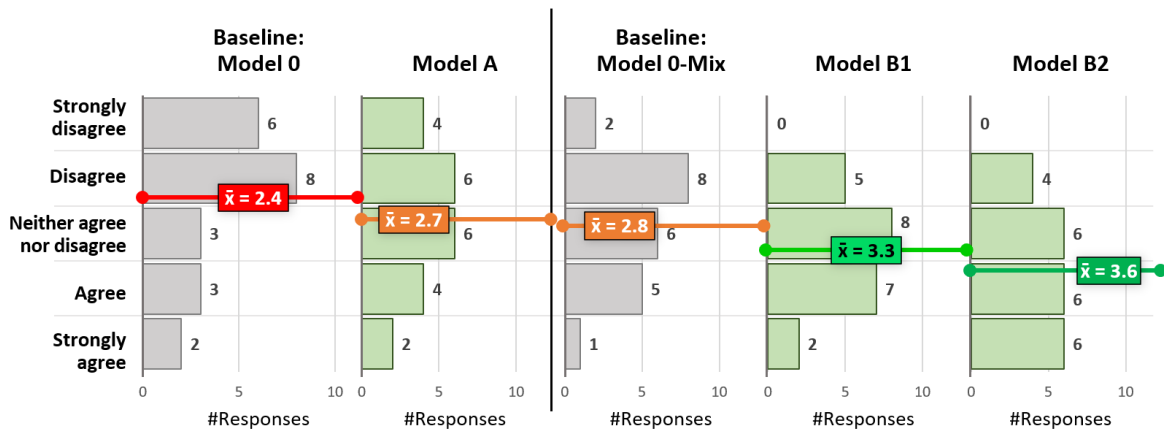 Baseline:
Model 0
Model A
Baseline:
Model 0-Mix
Model B1
Model B2
Strongly
disagree
6
4
2
0
0
Disagree
8
6
8
5
4
x̄ = 2.4
x̄ = 2.7
x̄ = 2.8
x̄ = 3.3
x̄ = 3.6
Neither agree
nor disagree
3
6
6
8
6
Agree
3
4
5
7
6
Strongly
agree
2
2
1
2
6
0 5 10
0 5 10
0 5 10
0 5 10
0 5 10
#Responses
#Responses
#Responses
#Responses
#Responses